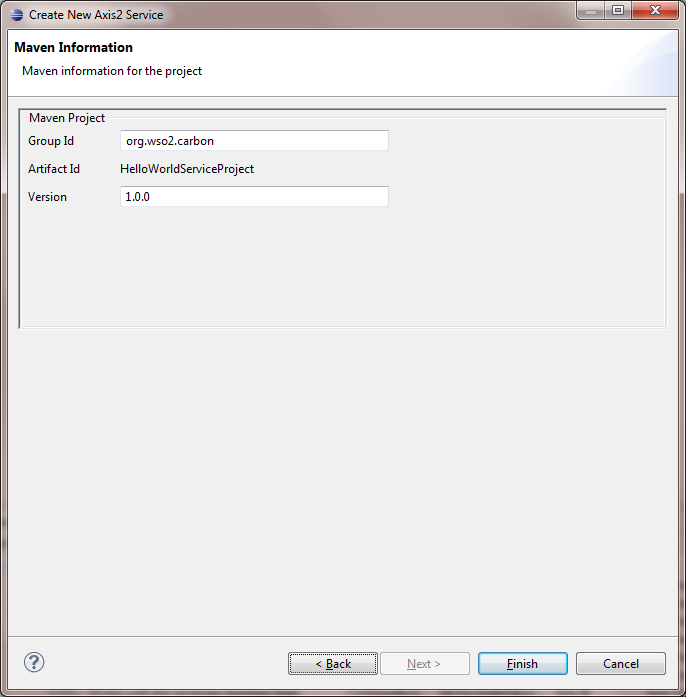 Create New Axis2 Service
Maven Information
Maven information for the project
Maven Project
Group Id org.wso2.carbon
Artifact Id HelloWorldServiceProject
Version 1.0.0
? < Back Next > Finish Cancel